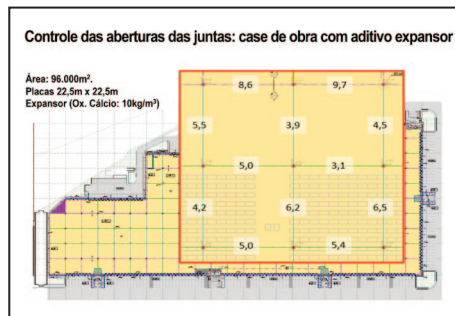 Controle das aberturas das juntas: case de obra com aditivo expansor
Área: 96.000m².
Placas 22,5m x 22,5m
Expansor (Ox. Cálcio: 10kg/m³)
8,6 9,7
5,5 3,9 4,5
5,0 3,1
4,2 6,2 6,5
5,0 5,4